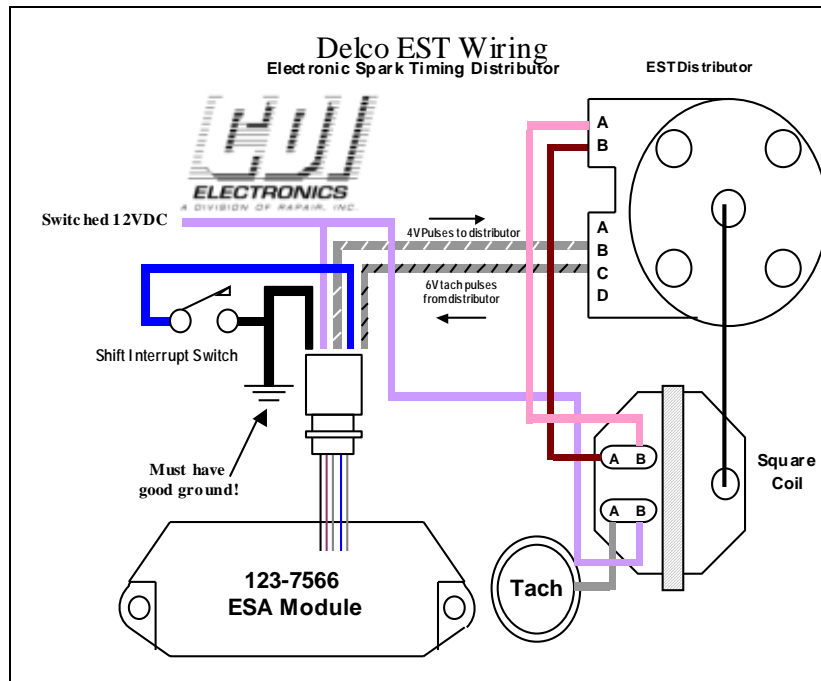 Delco EST Wiring
Electronic Spark Timing Distributor
EST Distributor
CDI
ELECTRONICS
A DIVISION OF RAPAIR, INC.
Switched 12VDC
4V Pulses to distributor
6V tach pulses
from distributor
Shift Interrupt Switch
Must have
good ground!
123-7566
ESA Module
A
B
A
B
C
D
A B
A B
Square
Coil
Tach